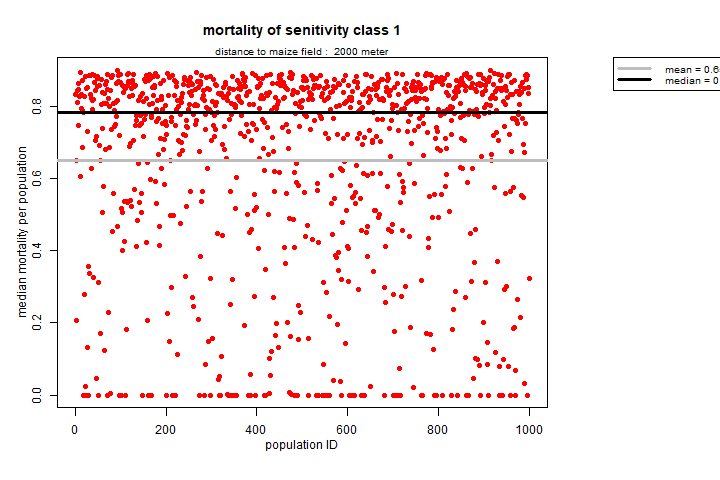 mortality of senitivity class 1
distance to maize field : 2000 meter
mean = 0.6
median = 0
median mortality per population
0.8
0.6
0.4
0.2
0.0
0 200 400 600 800 1000
population ID